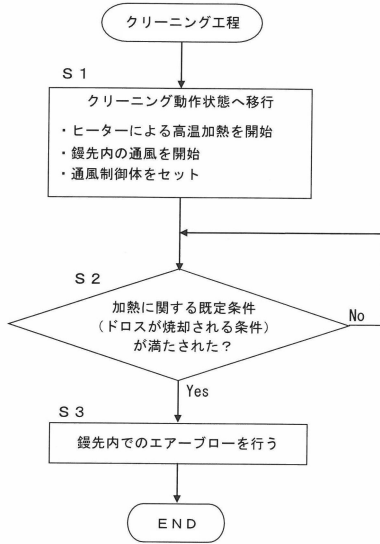 クリーニング工程
S1
クリーニング動作状態へ移行
・ヒーターによる高温加熱を開始
・鏝先内の通風を開始
・通風制御体をセット
S2
加熱に関する既定条件
(ドロスが焼却される条件)
が満たされた?
No
Yes
S3
鏝先内でのエアーブローを行う
END